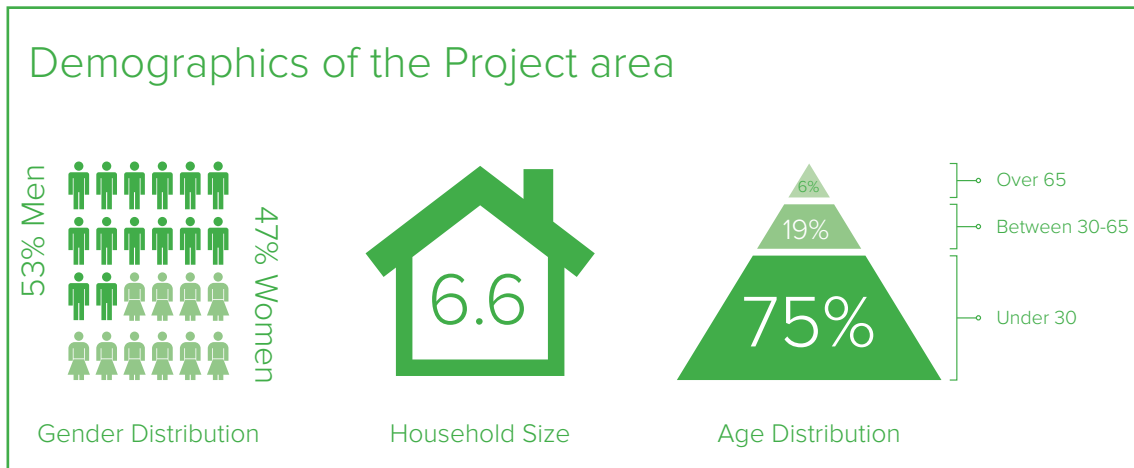 Demographics of the Project area
53% Men
47% Women
Gender Distribution
6.6
Household Size
6%
19%
75%
Over 65
Between 30-65
Under 30
Age Distribution